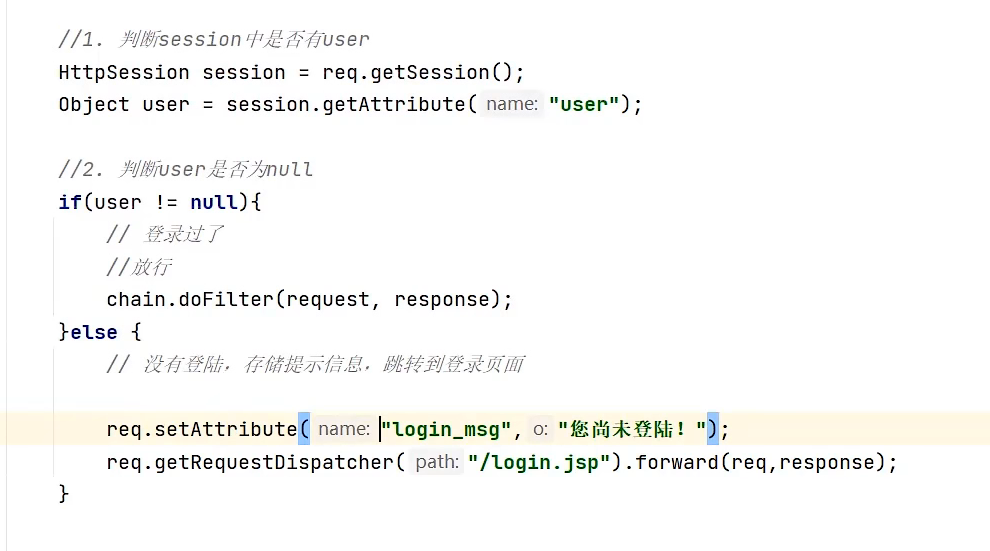 //1. 判断session中是否有user
HttpSession session = req.getSession();
Object user = session.getAttribute( name: "user");
//2. 判断user是否为null
if(user != null){
// 登录过了
//放行
chain.doFilter(request, response);
}else {
// 没有登陆，存储提示信息，跳转到登录页面
req.setAttribute( name: "login_msg", o: "您尚未登陆！");
req.getRequestDispatcher( path: "/login.jsp").forward(req,response);
}